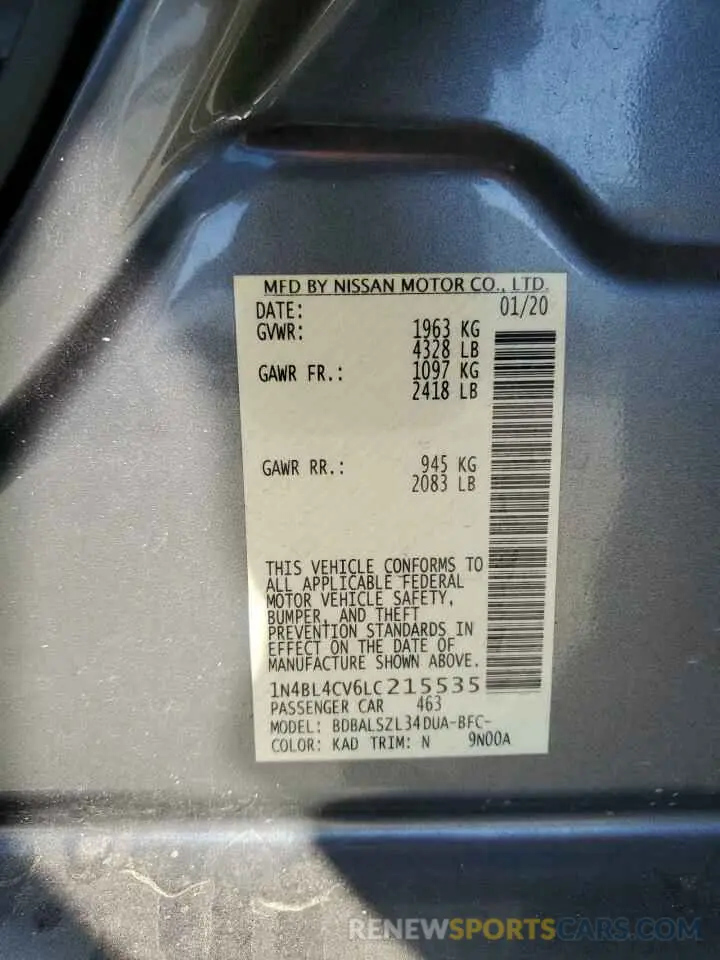 MFD BY NISSAN MOTOR CO., LTD.
DATE: 01/20
GVWR: 1963 KG
4328 LB
GAWR FR.: 1097 KG
2418 LB
GAWR RR.: 945 KG
2083 LB
THIS VEHICLE CONFORMS TO
ALL APPLICABLE FEDERAL
MOTOR VEHICLE SAFETY,
BUMPER, AND THEFT
PREVENTION STANDARDS IN
EFFECT ON THE DATE OF
MANUFACTURE SHOWN ABOVE.
1N4BL4CV6LC215535
PASSENGER CAR 463
MODEL: BDBALSZL34DUA-BFC-
COLOR: KAD TRIM: N 9N00A
RENEWSPORTSCARS.COM